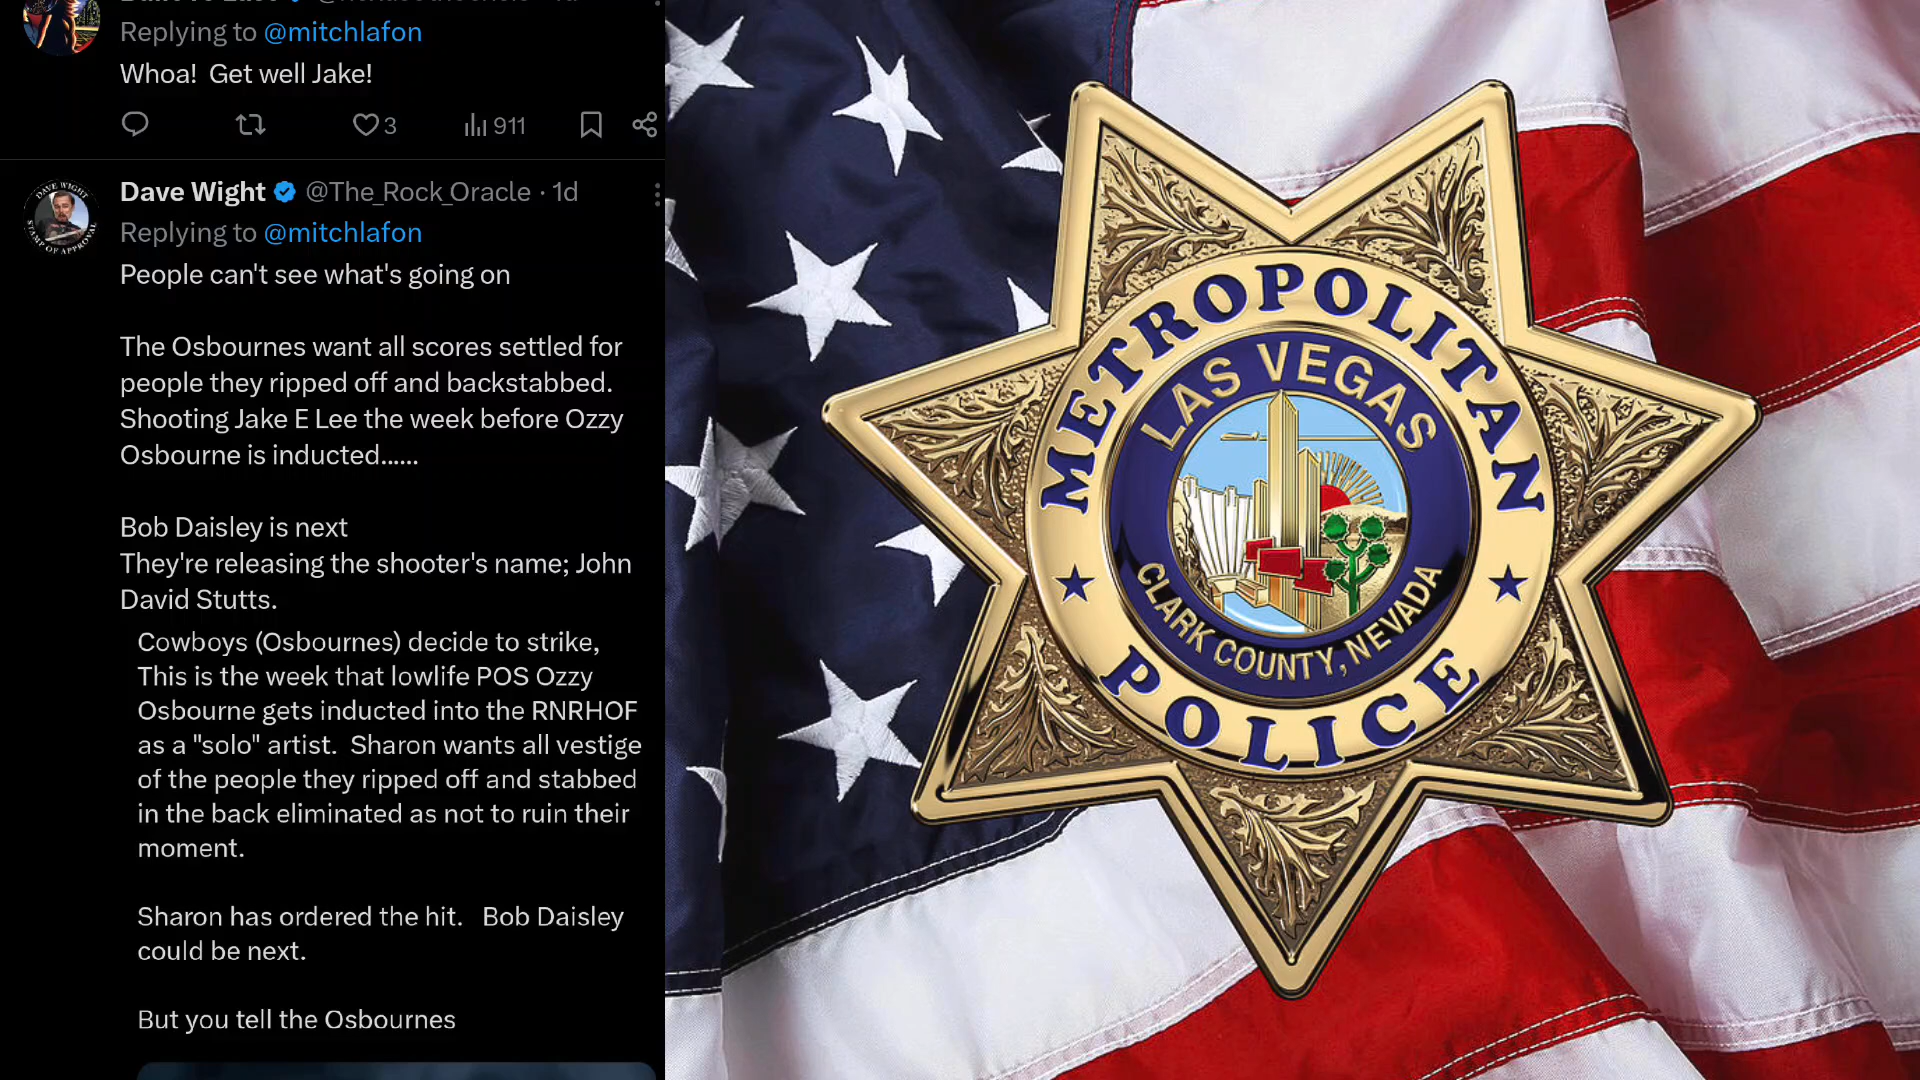 Replying to @mitchlafon
Whoa!  Get well Jake!
3
911
Dave Wight @The_Rock_Oracle · 1d
Replying to @mitchlafon
People can't see what's going on
The Osbournes want all scores settled for
people they ripped off and backstabbed.
Shooting Jake E Lee the week before Ozzy
Osbourne is inducted......
Bob Daisley is next
They're releasing the shooter's name; John
David Stutts.
Cowboys (Osbournes) decide to strike,
This is the week that lowlife POS Ozzy
Osbourne gets inducted into the RNRHOF
as a "solo" artist.  Sharon wants all vestige
of the people they ripped off and stabbed
in the back eliminated as not to ruin their
moment.
Sharon has ordered the hit.   Bob Daisley
could be next.
But you tell the Osbournes
DAVE WIGHT
STAMP OF APPROVAL
METROPOLITAN
LAS VEGAS
CLARK COUNTY, NEVADA
POLICE